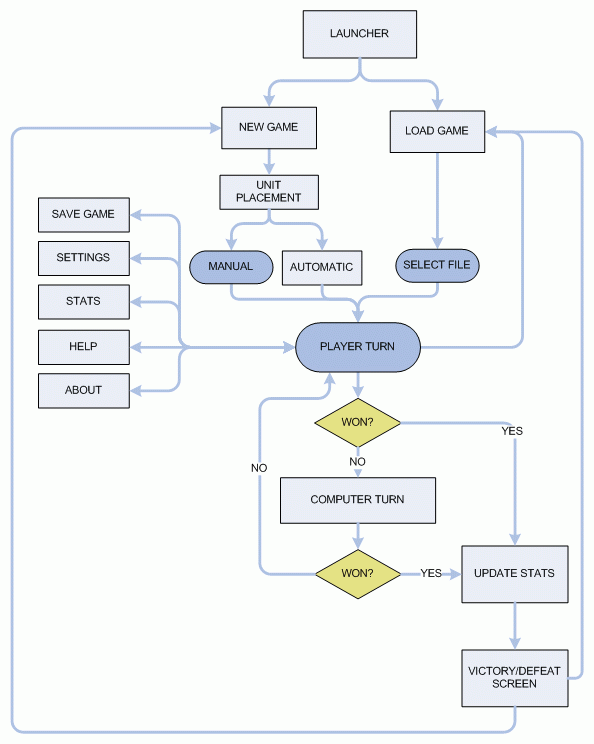 LAUNCHER
NEW GAME
LOAD GAME
UNIT
PLACEMENT
SAVE GAME
SETTINGS
STATS
HELP
ABOUT
MANUAL
AUTOMATIC
SELECT FILE
PLAYER TURN
WON?
YES
NO
NO
COMPUTER TURN
WON?
YES
UPDATE STATS
VICTORY/DEFEAT
SCREEN